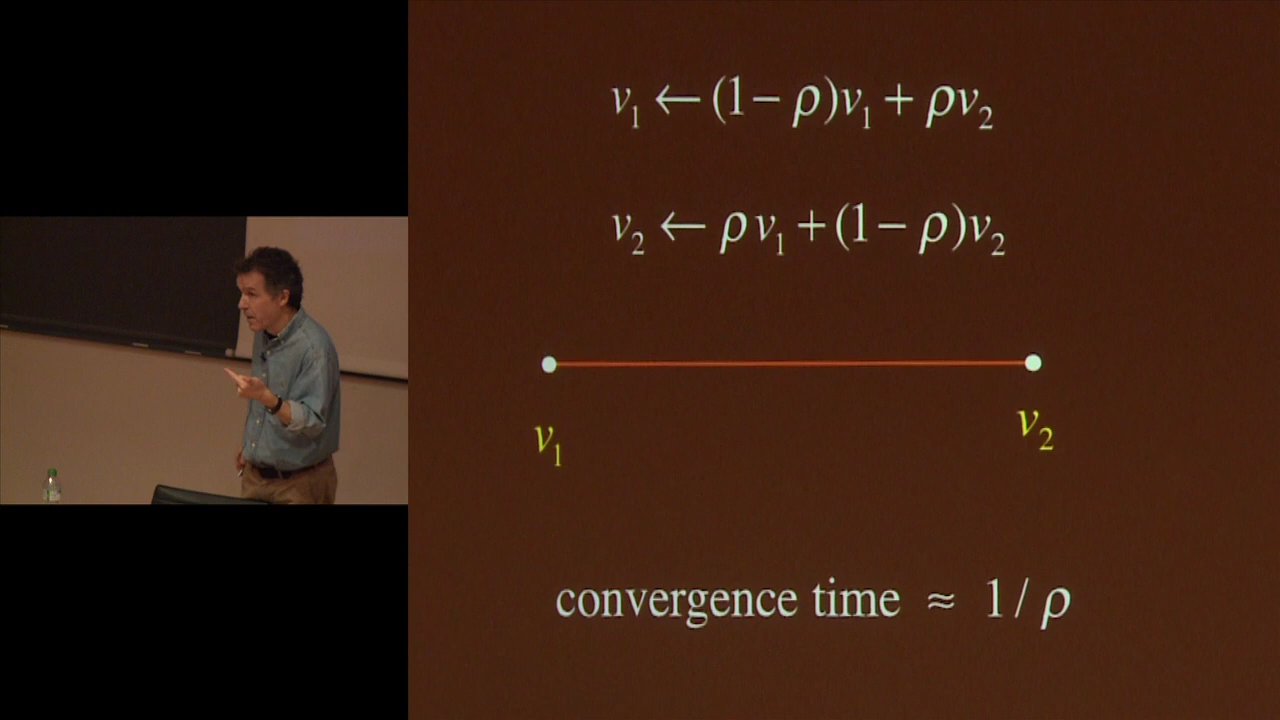 v₁ ← (1 − ρ)v₁ + ρv₂
v₂ ← ρv₁ + (1 − ρ)v₂
v₁ v₂
convergence time ≈ 1 / ρ